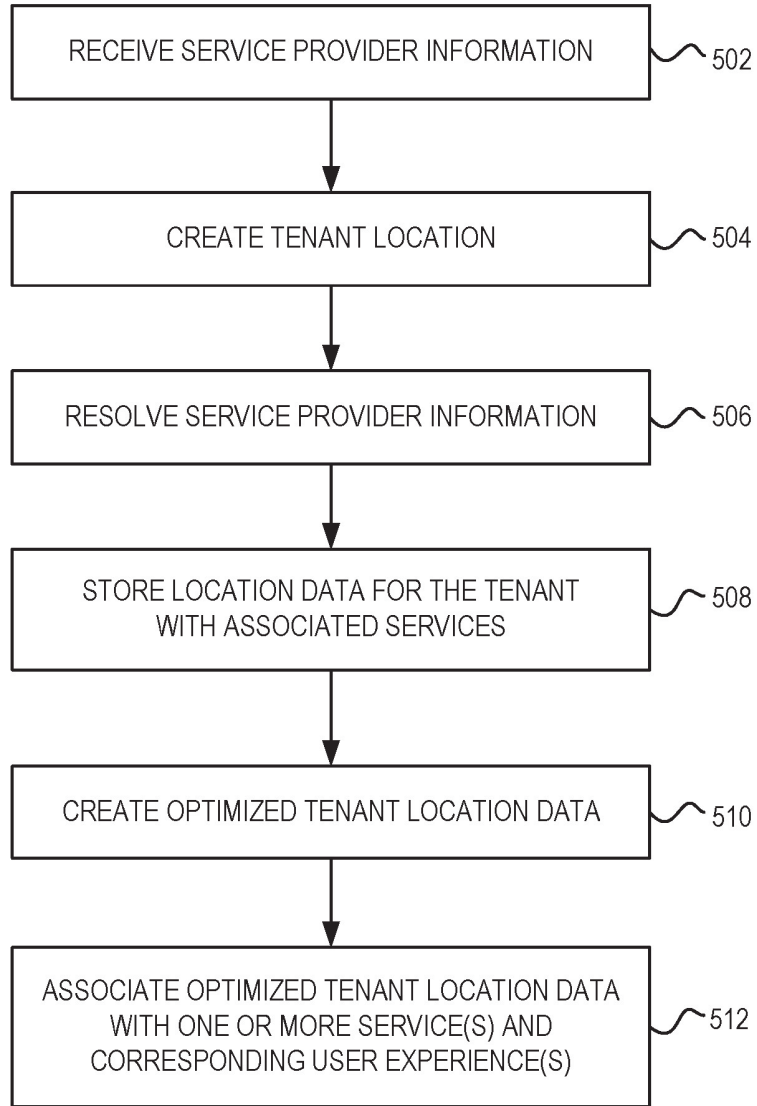 RECEIVE SERVICE PROVIDER INFORMATION
502
CREATE TENANT LOCATION
504
RESOLVE SERVICE PROVIDER INFORMATION
506
STORE LOCATION DATA FOR THE TENANT
WITH ASSOCIATED SERVICES
508
CREATE OPTIMIZED TENANT LOCATION DATA
510
ASSOCIATE OPTIMIZED TENANT LOCATION DATA
WITH ONE OR MORE SERVICE(S) AND
CORRESPONDING USER EXPERIENCE(S)
512